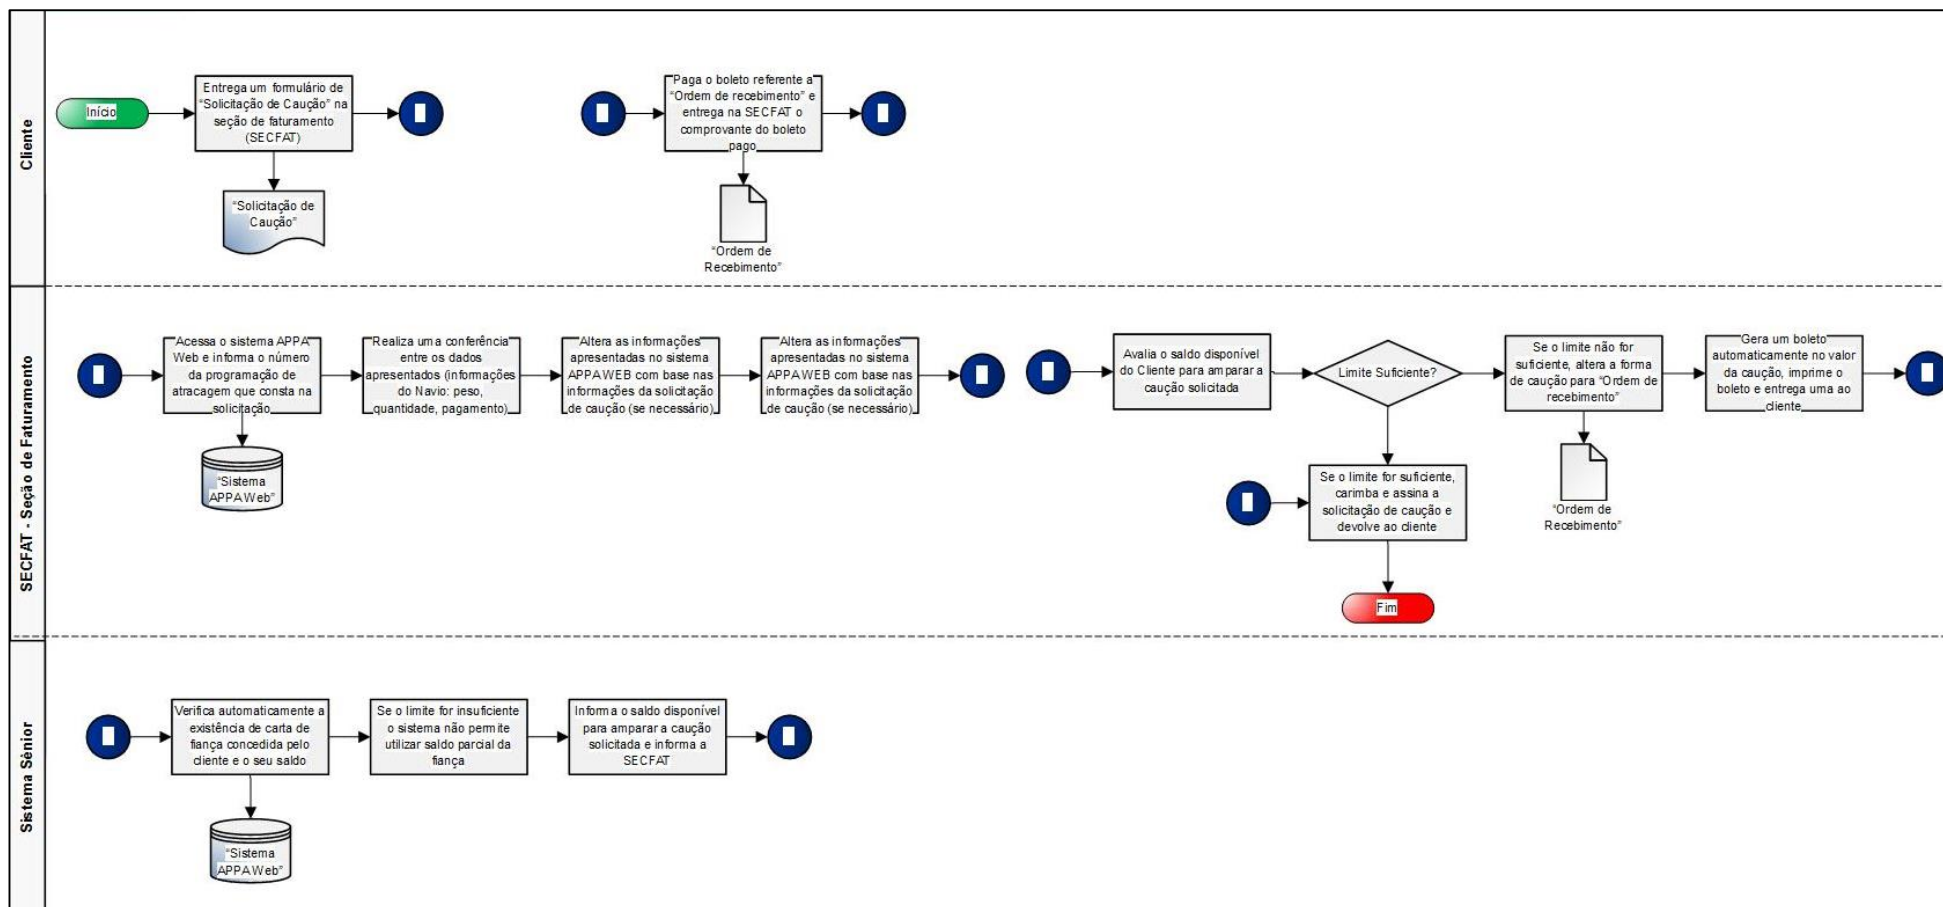 Cliente
Início
Entrega um formulário de
“Solicitação de Caução” na
seção de faturamento
(SECFAT)
“Solicitação de
Caução”
Paga o boleto referente a
“Ordem de recebimento” e
entrega na SECFAT o
comprovante do boleto
pago
“Ordem de
Recebimento”
SECFAT - Seção de Faturamento
Acessa o sistema APPA
Web e informa o número
da programação de
atracagem que consta na
solicitação
“Sistema
APPA Web”
Realiza uma conferência
entre os dados
apresentados (informações
do Navio: peso,
quantidade, pagamento)
Altera as informações
apresentadas no sistema
APPAWEB com base nas
informações da solicitação
de caução (se necessário)
Altera as informações
apresentadas no sistema
APPAWEB com base nas
informações da solicitação
de caução (se necessário)
Avalia o saldo disponível
do Cliente para amparar a
caução solicitada
Limite Suficiente?
Se o limite não for
suficiente, altera a forma
de caução para “Ordem de
recebimento”
“Ordem de
Recebimento”
Gera um boleto
automaticamente no valor
da caução, imprime o
boleto e entrega uma ao
cliente
Se o limite for suficiente,
carimba e assina a
solicitação de caução e
devolve ao cliente
Fim
Sistema Sênior
Verifica automaticamente a
existência de carta de
fiança concedida pelo
cliente e o seu saldo
“Sistema
APPA Web”
Se o limite for insuficiente
o sistema não permite
utilizar saldo parcial da
fiança
Informa o saldo disponível
para amparar a caução
solicitada e informa a
SECFAT